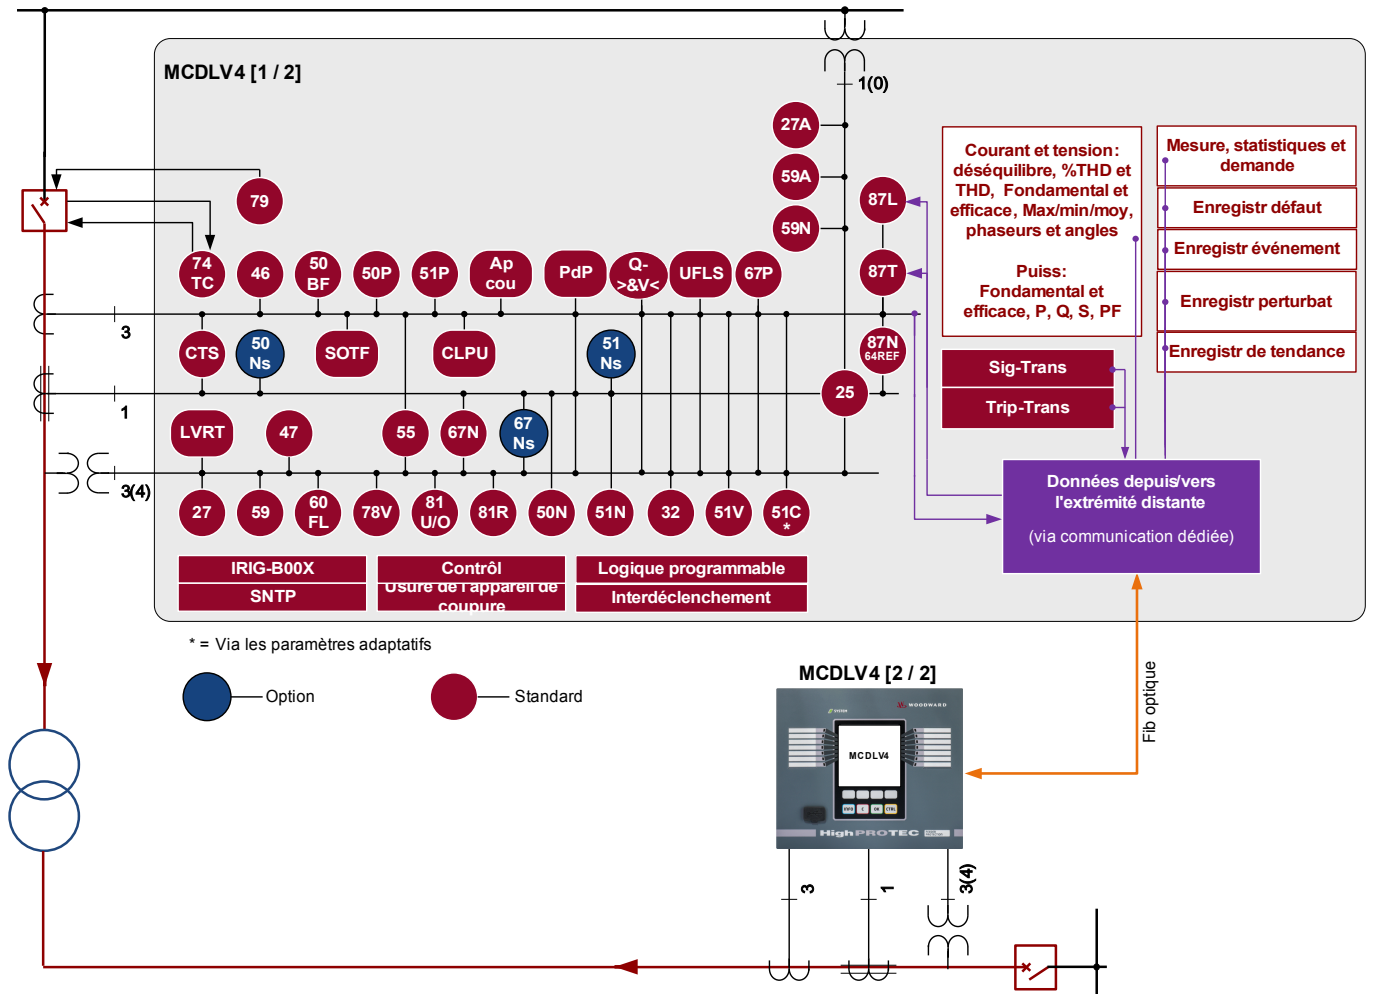 MCDLV4 [1 / 2]
1(0)
27A
59A
59N
79
87L
87T
87N
64REF
74
TC
46
50
BF
50P
51P
Ap
cou
PdP
Q-
>&V<
UFLS
67P
3
CTS
50
Ns
SOTF
CLPU
51
Ns
25
1
LVRT
47
55
67N
67
Ns
3(4)
27
59
60
FL
78V
81
U/O
81R
50N
51N
32
51V
51C
*
Courant et tension:
déséquilibre, %THD et
THD, Fondamental et
efficace, Max/min/moy,
phaseurs et angles
Puiss:
Fondamental et
efficace, P, Q, S, PF
Mesure, statistiques et
demande
Enregistr défaut
Enregistr événement
Enregistr perturbat
Enregistr de tendance
Sig-Trans
Trip-Trans
Données depuis/vers
l'extrémité distante
(via communication dédiée)
IRIG-B00X
SNTP
Contrôl
Usure de l'appareil de
coupure
Logique programmable
Interdéclenchement
* = Via les paramètres adaptatifs
Option
Standard
Fib optique
MCDLV4 [2 / 2]
SYSTEM
WOODWARD
MCDLV4
INFO
C
OK
CTRL
HighPROTEC
3
1
3(4)